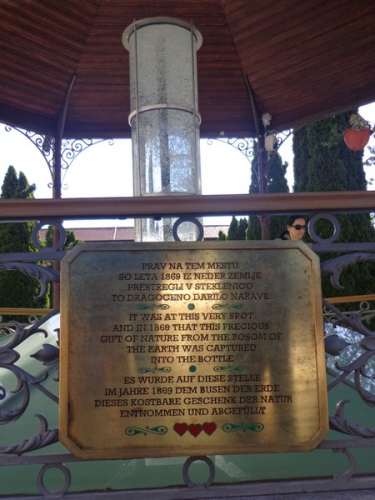 PRAV NA TEM MESTU
SO LETA 1869 IZ NEDER ZEMLJE
PRESTREGLI V STEKLENICO
TO DRAGOCENO DARILO NARAVE
IT WAS AT THIS VERY SPOT
AND IN 1869 THAT THIS PRECIOUS
GIFT OF NATURE FROM THE BOSOM OF
THE EARTH WAS CAPTURED
INTO THE BOTTLE
ES WURDE AUF DIESE STELLE
IM JAHRE 1869 DEM BUSEN DER ERDE
DIESES KOSTBARE GESCHENK DER NATUR
ENTNOMMEN UND ABGEFÜLLT